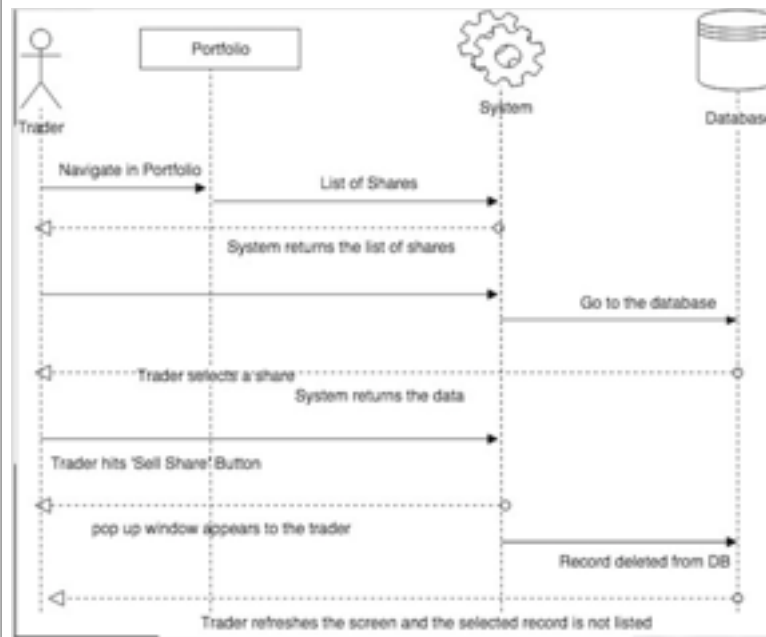 Portfolio
System
Trader
Database
Navigate in Portfolio
List of Shares
System returns the list of shares
Go to the database
Trader selects a share
System returns the data
Trader hits 'Sell Share' Button
pop up window appears to the trader
Record deleted from DB
Trader refreshes the screen and the selected record is not listed